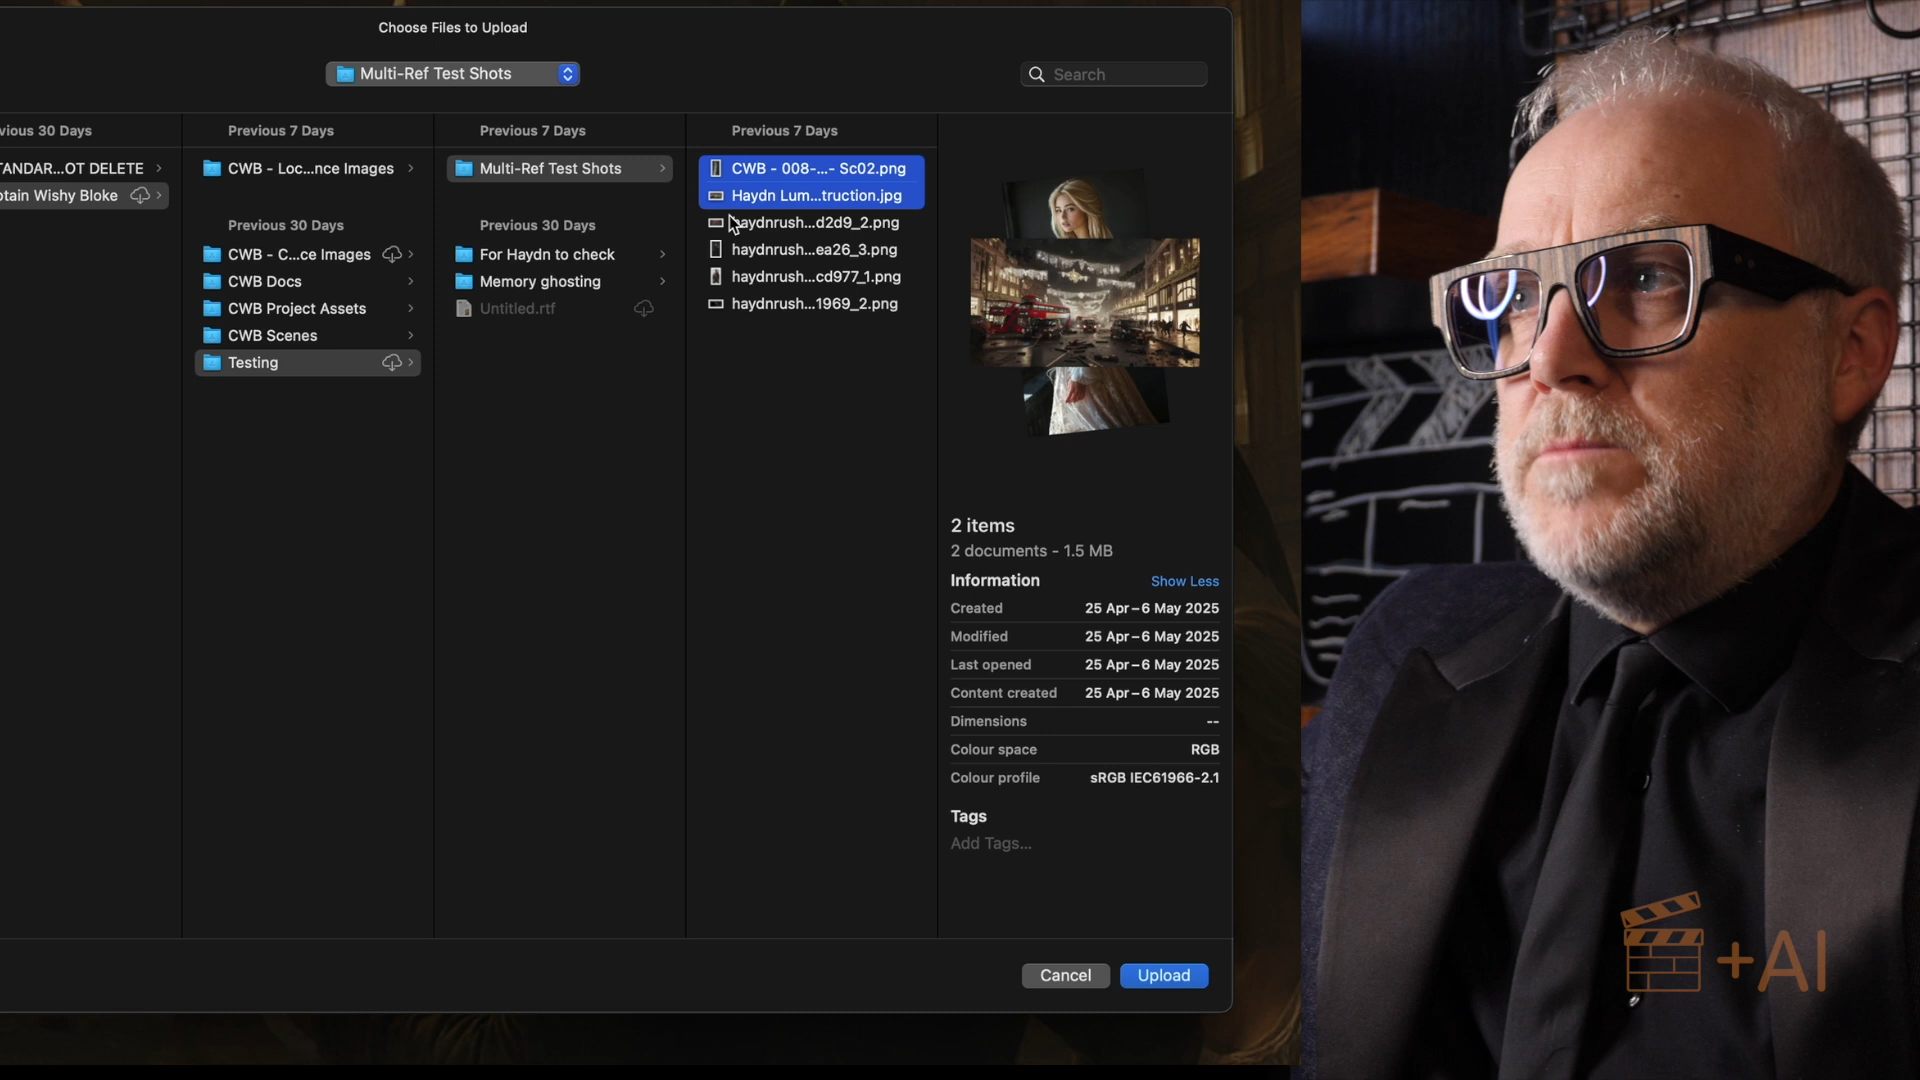 Choose Files to Upload
Multi-Ref Test Shots
Search
vious 30 Days
TANDAR...OT DELETE
otain Wishy Bloke
Previous 7 Days
CWB - Loc...nce Images
Previous 30 Days
CWB - C...ce Images
CWB Docs
CWB Project Assets
CWB Scenes
Testing
Previous 7 Days
Multi-Ref Test Shots
Previous 30 Days
For Haydn to check
Memory ghosting
Untitled.rtf
Previous 7 Days
CWB - 008-...- Sc02.png
Haydn Lum...truction.jpg
haydnrush...d2d9_2.png
haydnrush...ea26_3.png
haydnrush...cd977_1.png
haydnrush...1969_2.png
2 items
2 documents - 1.5 MB
Information Show Less
Created 25 Apr – 6 May 2025
Modified 25 Apr – 6 May 2025
Last opened 25 Apr – 6 May 2025
Content created 25 Apr – 6 May 2025
Dimensions --
Colour space RGB
Colour profile sRGB IEC61966-2.1
Tags
Add Tags...
Cancel Upload
+AI